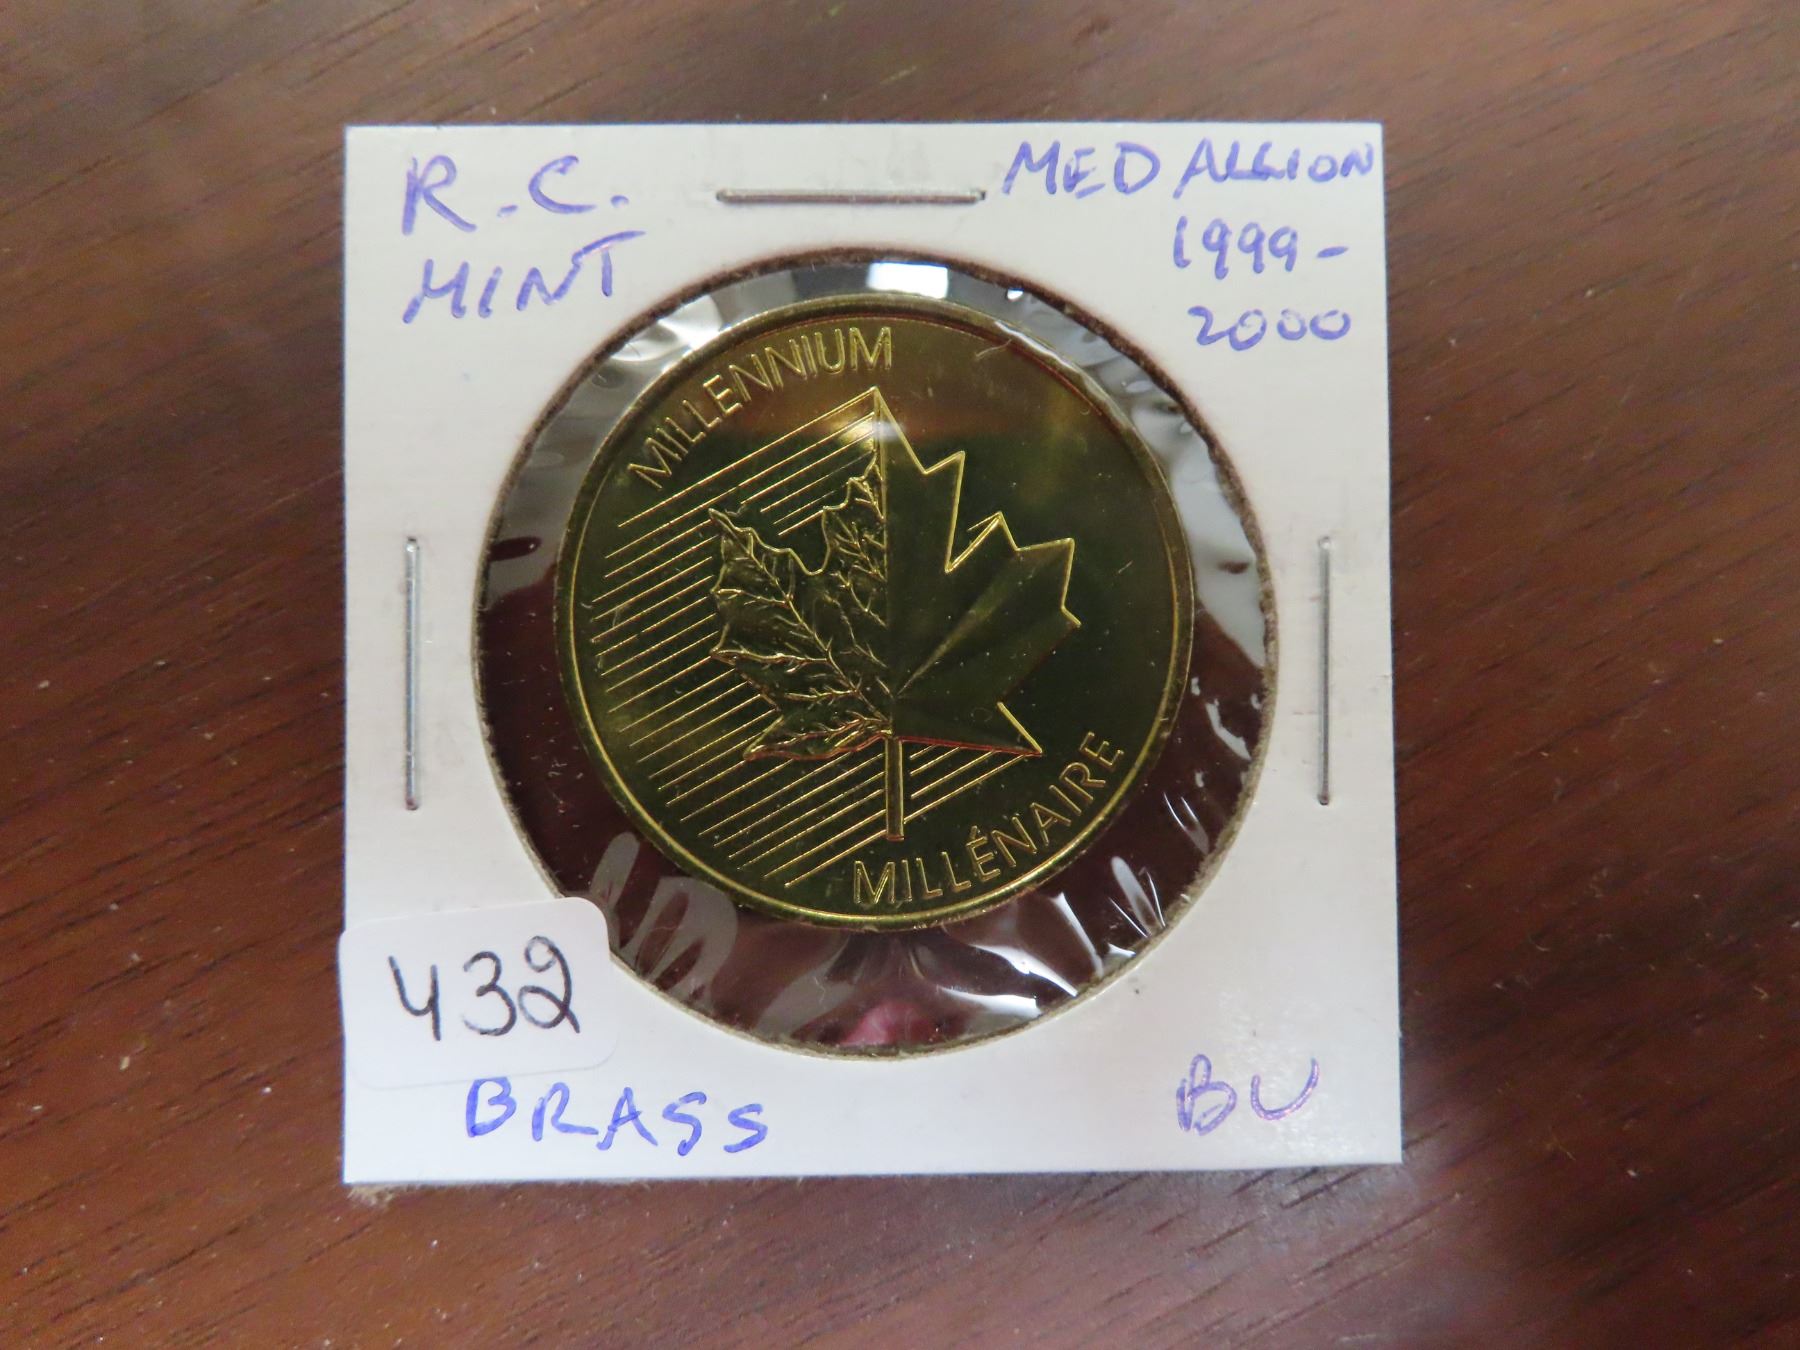 R.C.
MINT
MEDALLION
1999-
2000
MILLENNIUM
MILLÉNAIRE
432
BRASS
BU